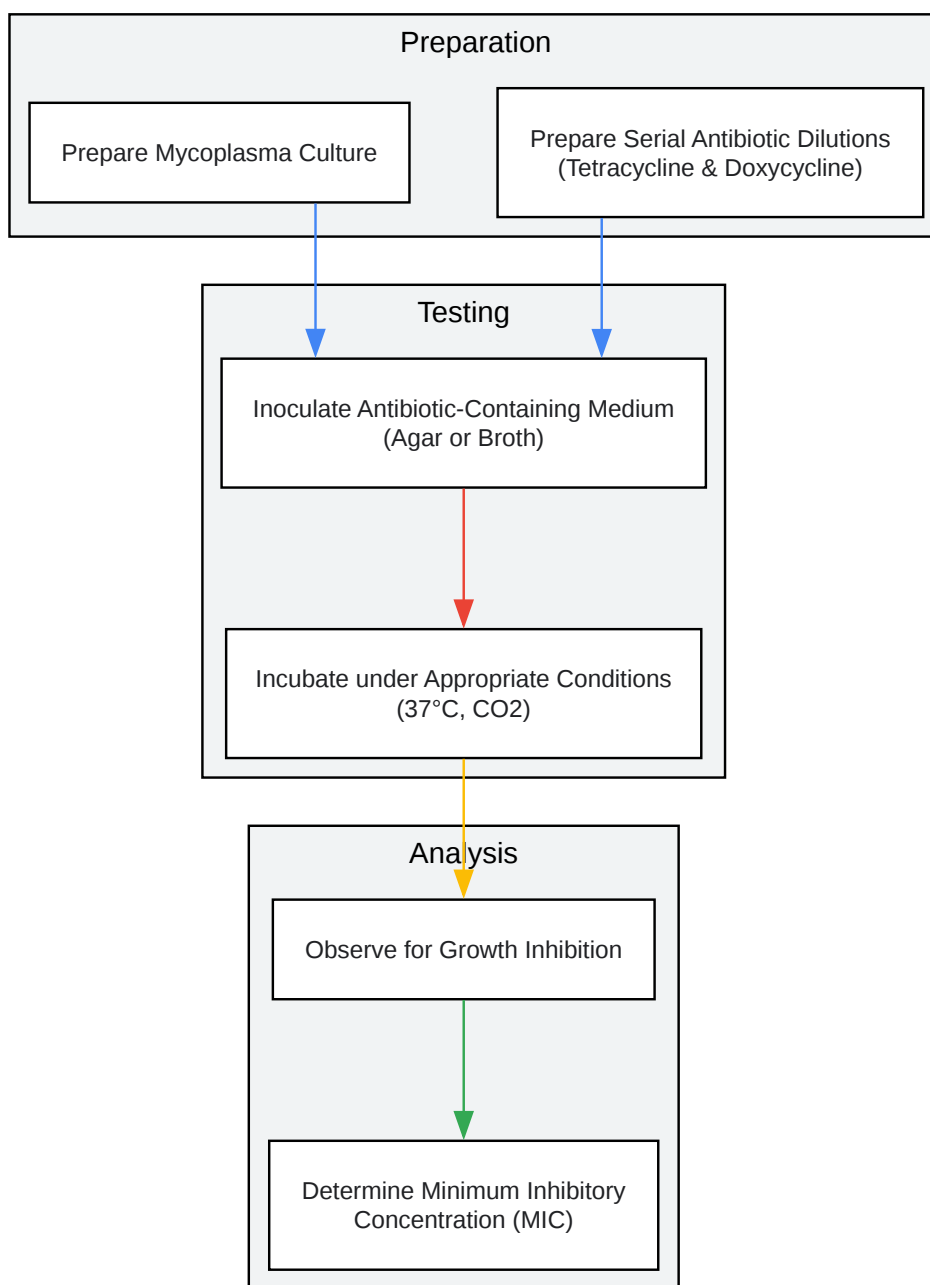 Preparation
Prepare Mycoplasma Culture
Prepare Serial Antibiotic Dilutions
(Tetracycline & Doxycycline)
Testing
Inoculate Antibiotic-Containing Medium
(Agar or Broth)
Incubate under Appropriate Conditions
(37°C, CO2)
Analysis
Observe for Growth Inhibition
Determine Minimum Inhibitory
Concentration (MIC)